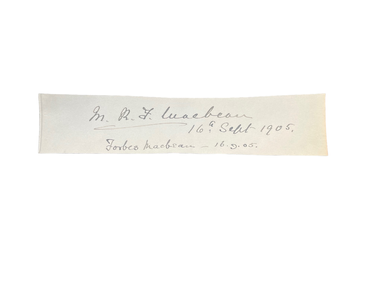 M. R. F. Macbean
16th Sept 1905.
Forbes Macbean – 16.9.05.